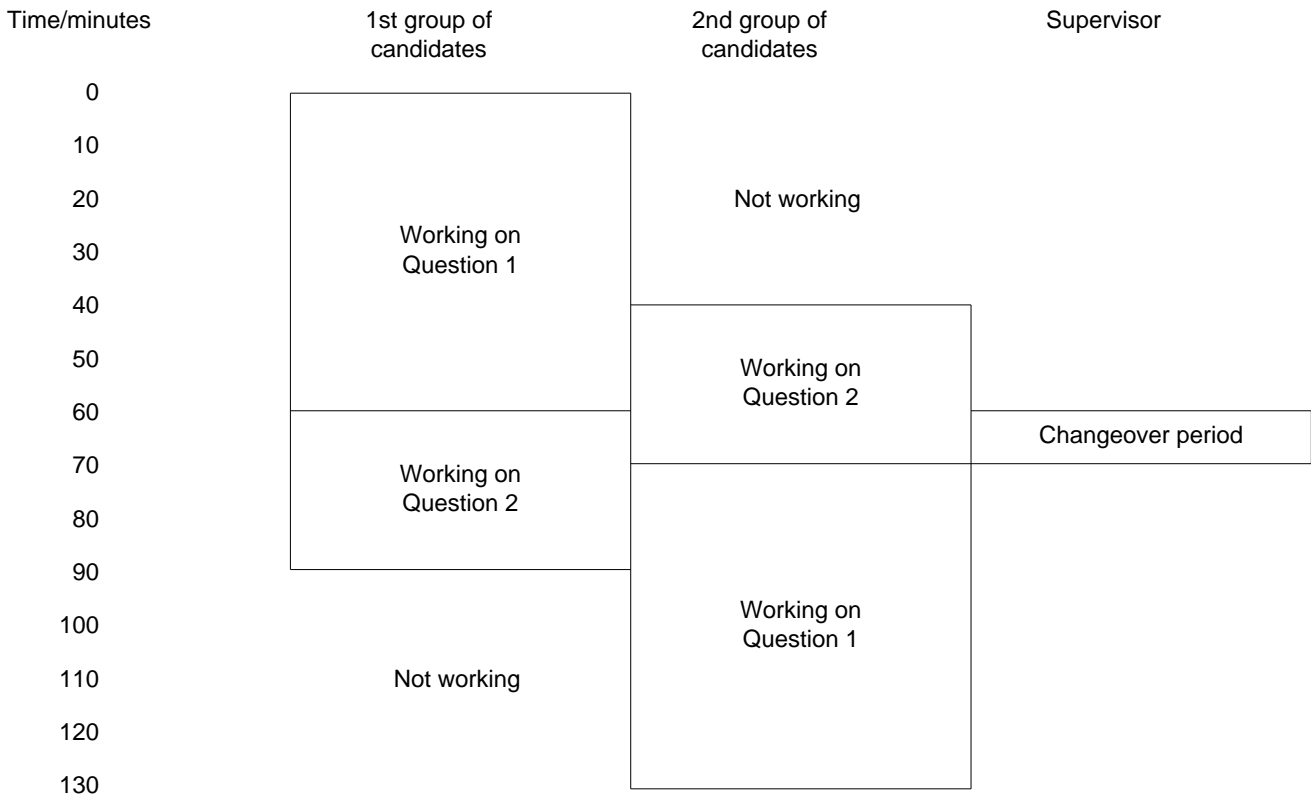 Time/minutes 1st group of 2nd group of Supervisor
candidates candidates
0
10
20 Not working
30 Working on
Question 1
40
50 Working on
Question 2
60
Changeover period
70 Working on
Question 2
80
90
100 Working on
Question 1
110 Not working
120
130